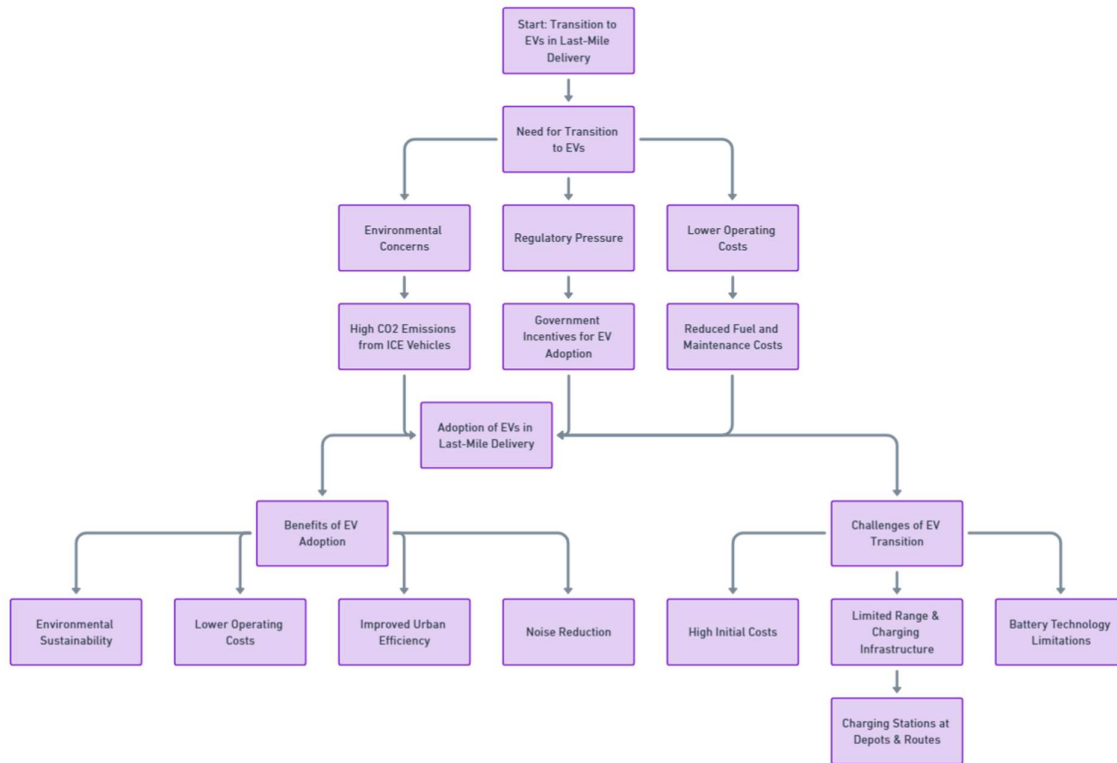 Start: Transition to
EVs in Last-Mile
Delivery
Need for Transition
to EVs
Environmental
Concerns
Regulatory Pressure
Lower Operating
Costs
High CO2 Emissions
from ICE Vehicles
Government
Incentives for EV
Adoption
Reduced Fuel and
Maintenance Costs
Adoption of EVs in
Last-Mile Delivery
Benefits of EV
Adoption
Challenges of EV
Transition
Environmental
Sustainability
Lower Operating
Costs
Improved Urban
Efficiency
Noise Reduction
High Initial Costs
Limited Range &
Charging
Infrastructure
Battery Technology
Limitations
Charging Stations at
Depots & Routes